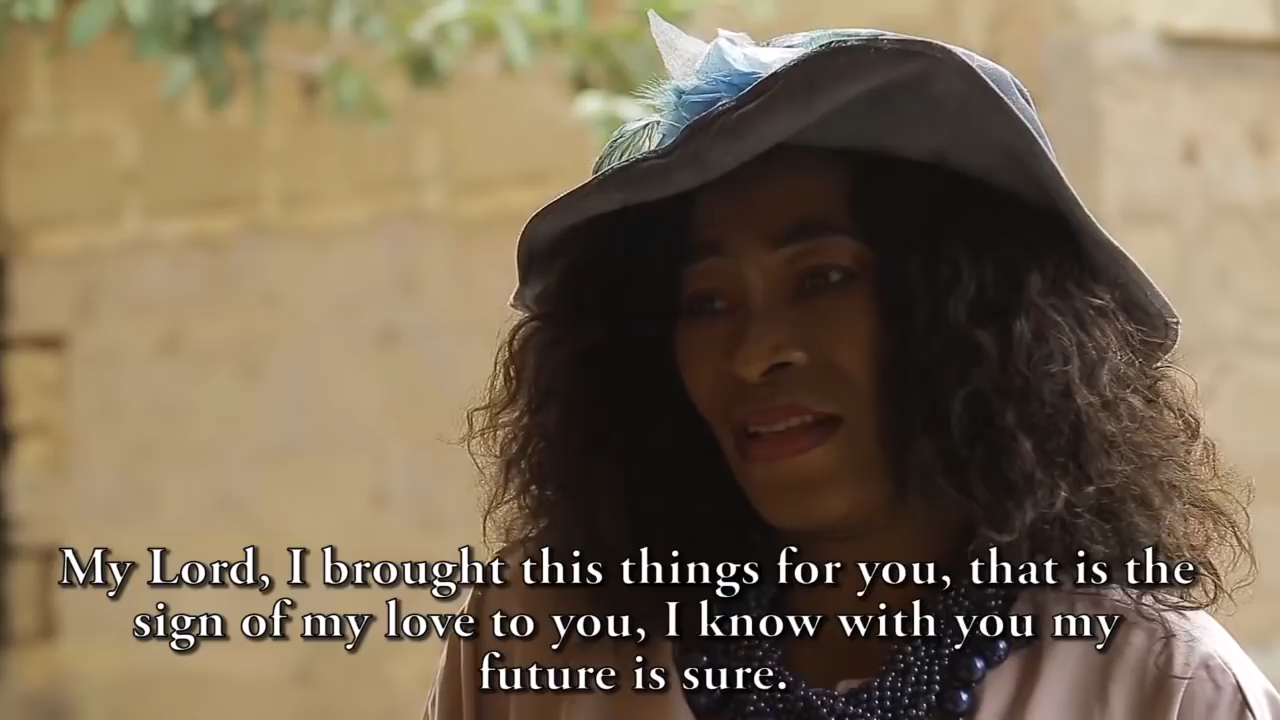 My Lord, I brought this things for you, that is the
sign of my love to you, I know with you my
future is sure.